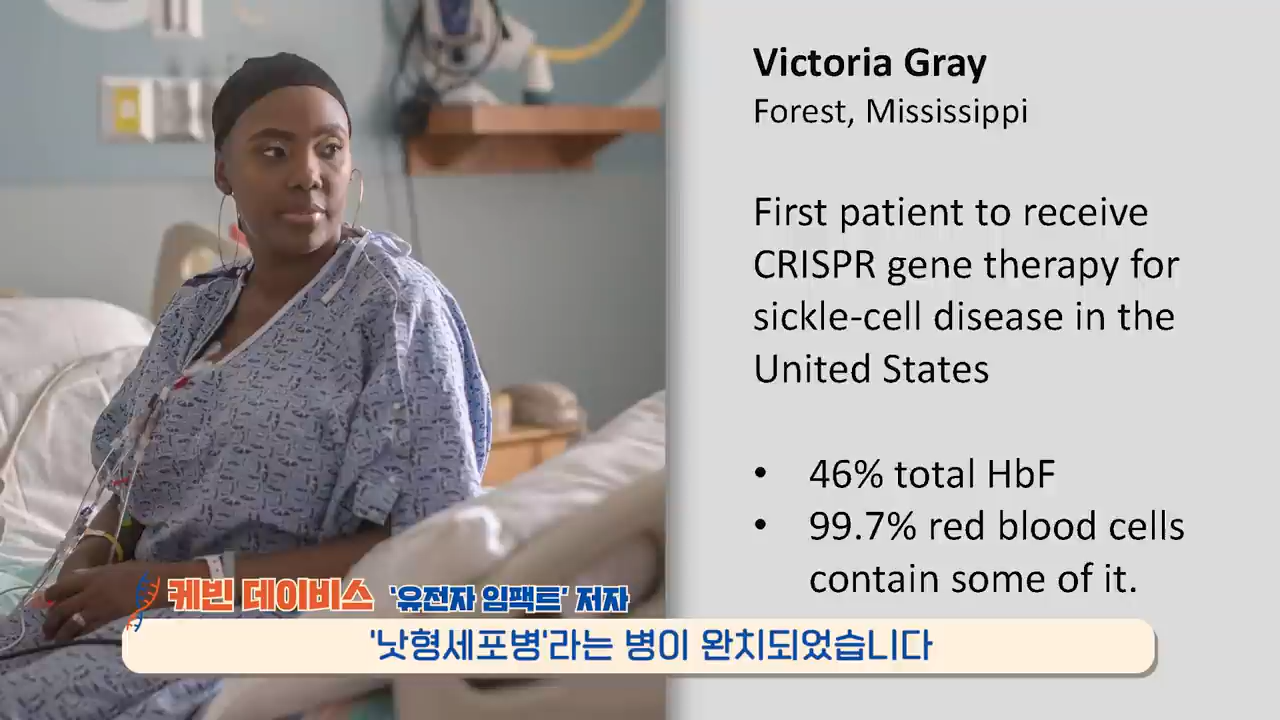 Victoria Gray
Forest, Mississippi
First patient to receive
CRISPR gene therapy for
sickle-cell disease in the
United States
• 46% total HbF
• 99.7% red blood cells
contain some of it.
케빈 데이비스 '유전자 임팩트' 저자
'낫형세포병'라는 병이 완치되었습니다